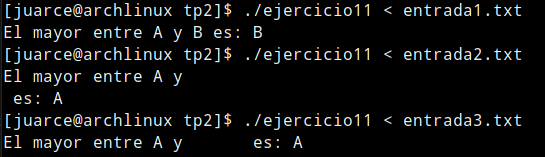 [juarce@archlinux tp2]$ ./ejercicio11 < entrada1.txt
El mayor entre A y B es: B
[juarce@archlinux tp2]$ ./ejercicio11 < entrada2.txt
El mayor entre A y
 es: A
[juarce@archlinux tp2]$ ./ejercicio11 < entrada3.txt
El mayor entre A y       es: A